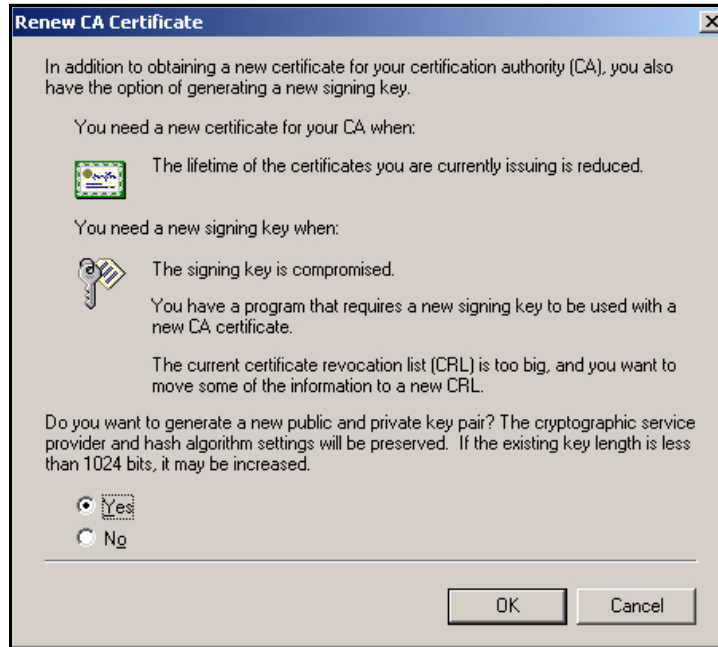 Renew CA Certificate
In addition to obtaining a new certificate for your certification authority (CA), you also
have the option of generating a new signing key.
You need a new certificate for your CA when:
The lifetime of the certificates you are currently issuing is reduced.
You need a new signing key when:
The signing key is compromised.
You have a program that requires a new signing key to be used with a
new CA certificate.
The current certificate revocation list (CRL) is too big, and you want to
move some of the information to a new CRL.
Do you want to generate a new public and private key pair? The cryptographic service
provider and hash algorithm settings will be preserved.  If the existing key length is less
than 1024 bits, it may be increased.
Yes
No
OK
Cancel